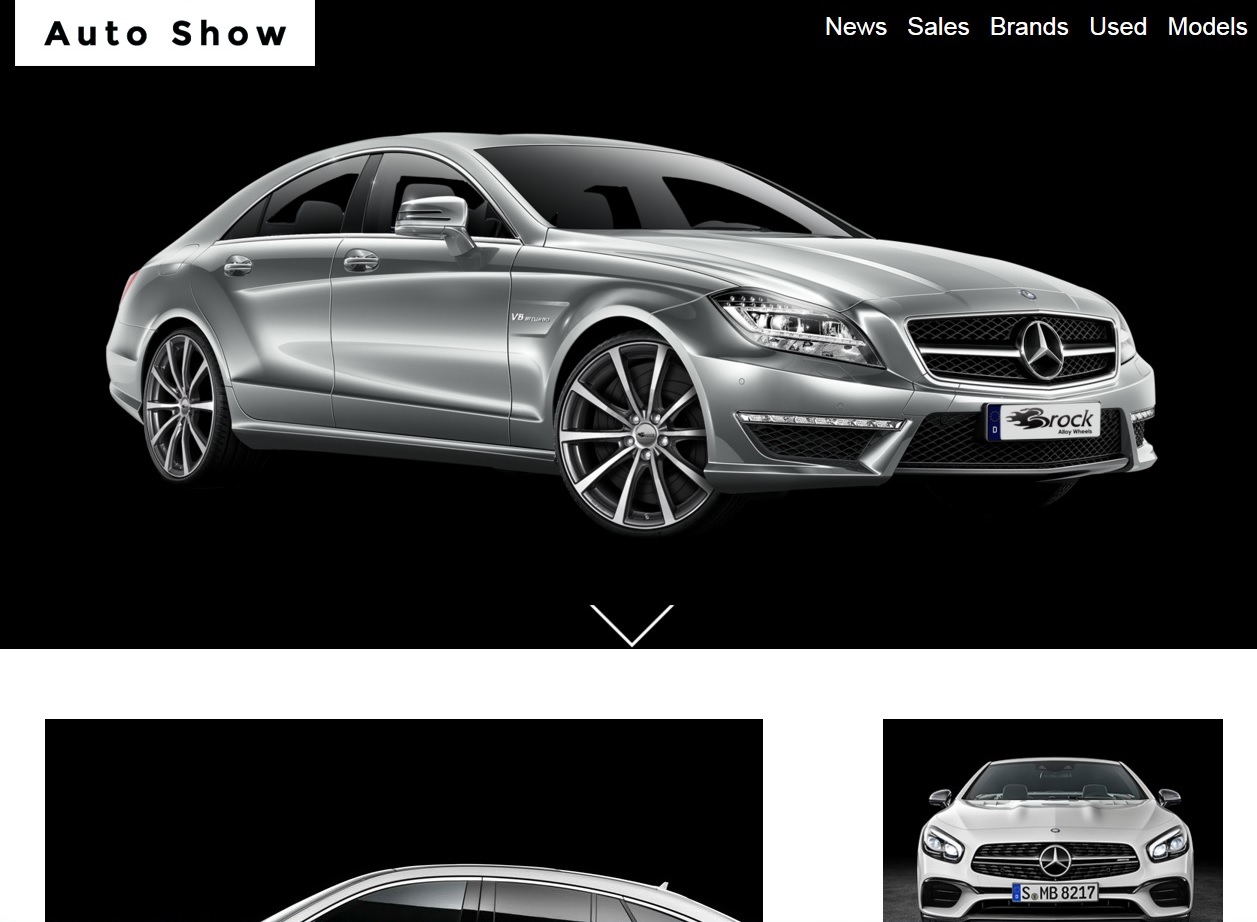 Auto Show
News Sales Brands Used Models
V8 BITURBO
D
Brock
Alloy Wheels
S MB 8217